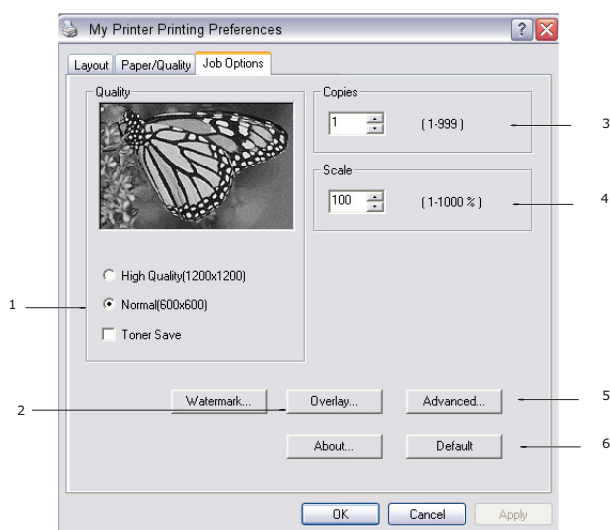 My Printer Printing Preferences
Layout Paper/Quality Job Options
Quality
Copies
1 (1-999)
3
Scale
100 (1-1000 %)
4
High Quality(1200x1200)
1
Normal(600x600)
Toner Save
Watermark... Overlay... Advanced...
5
2
About... Default
6
OK Cancel Apply